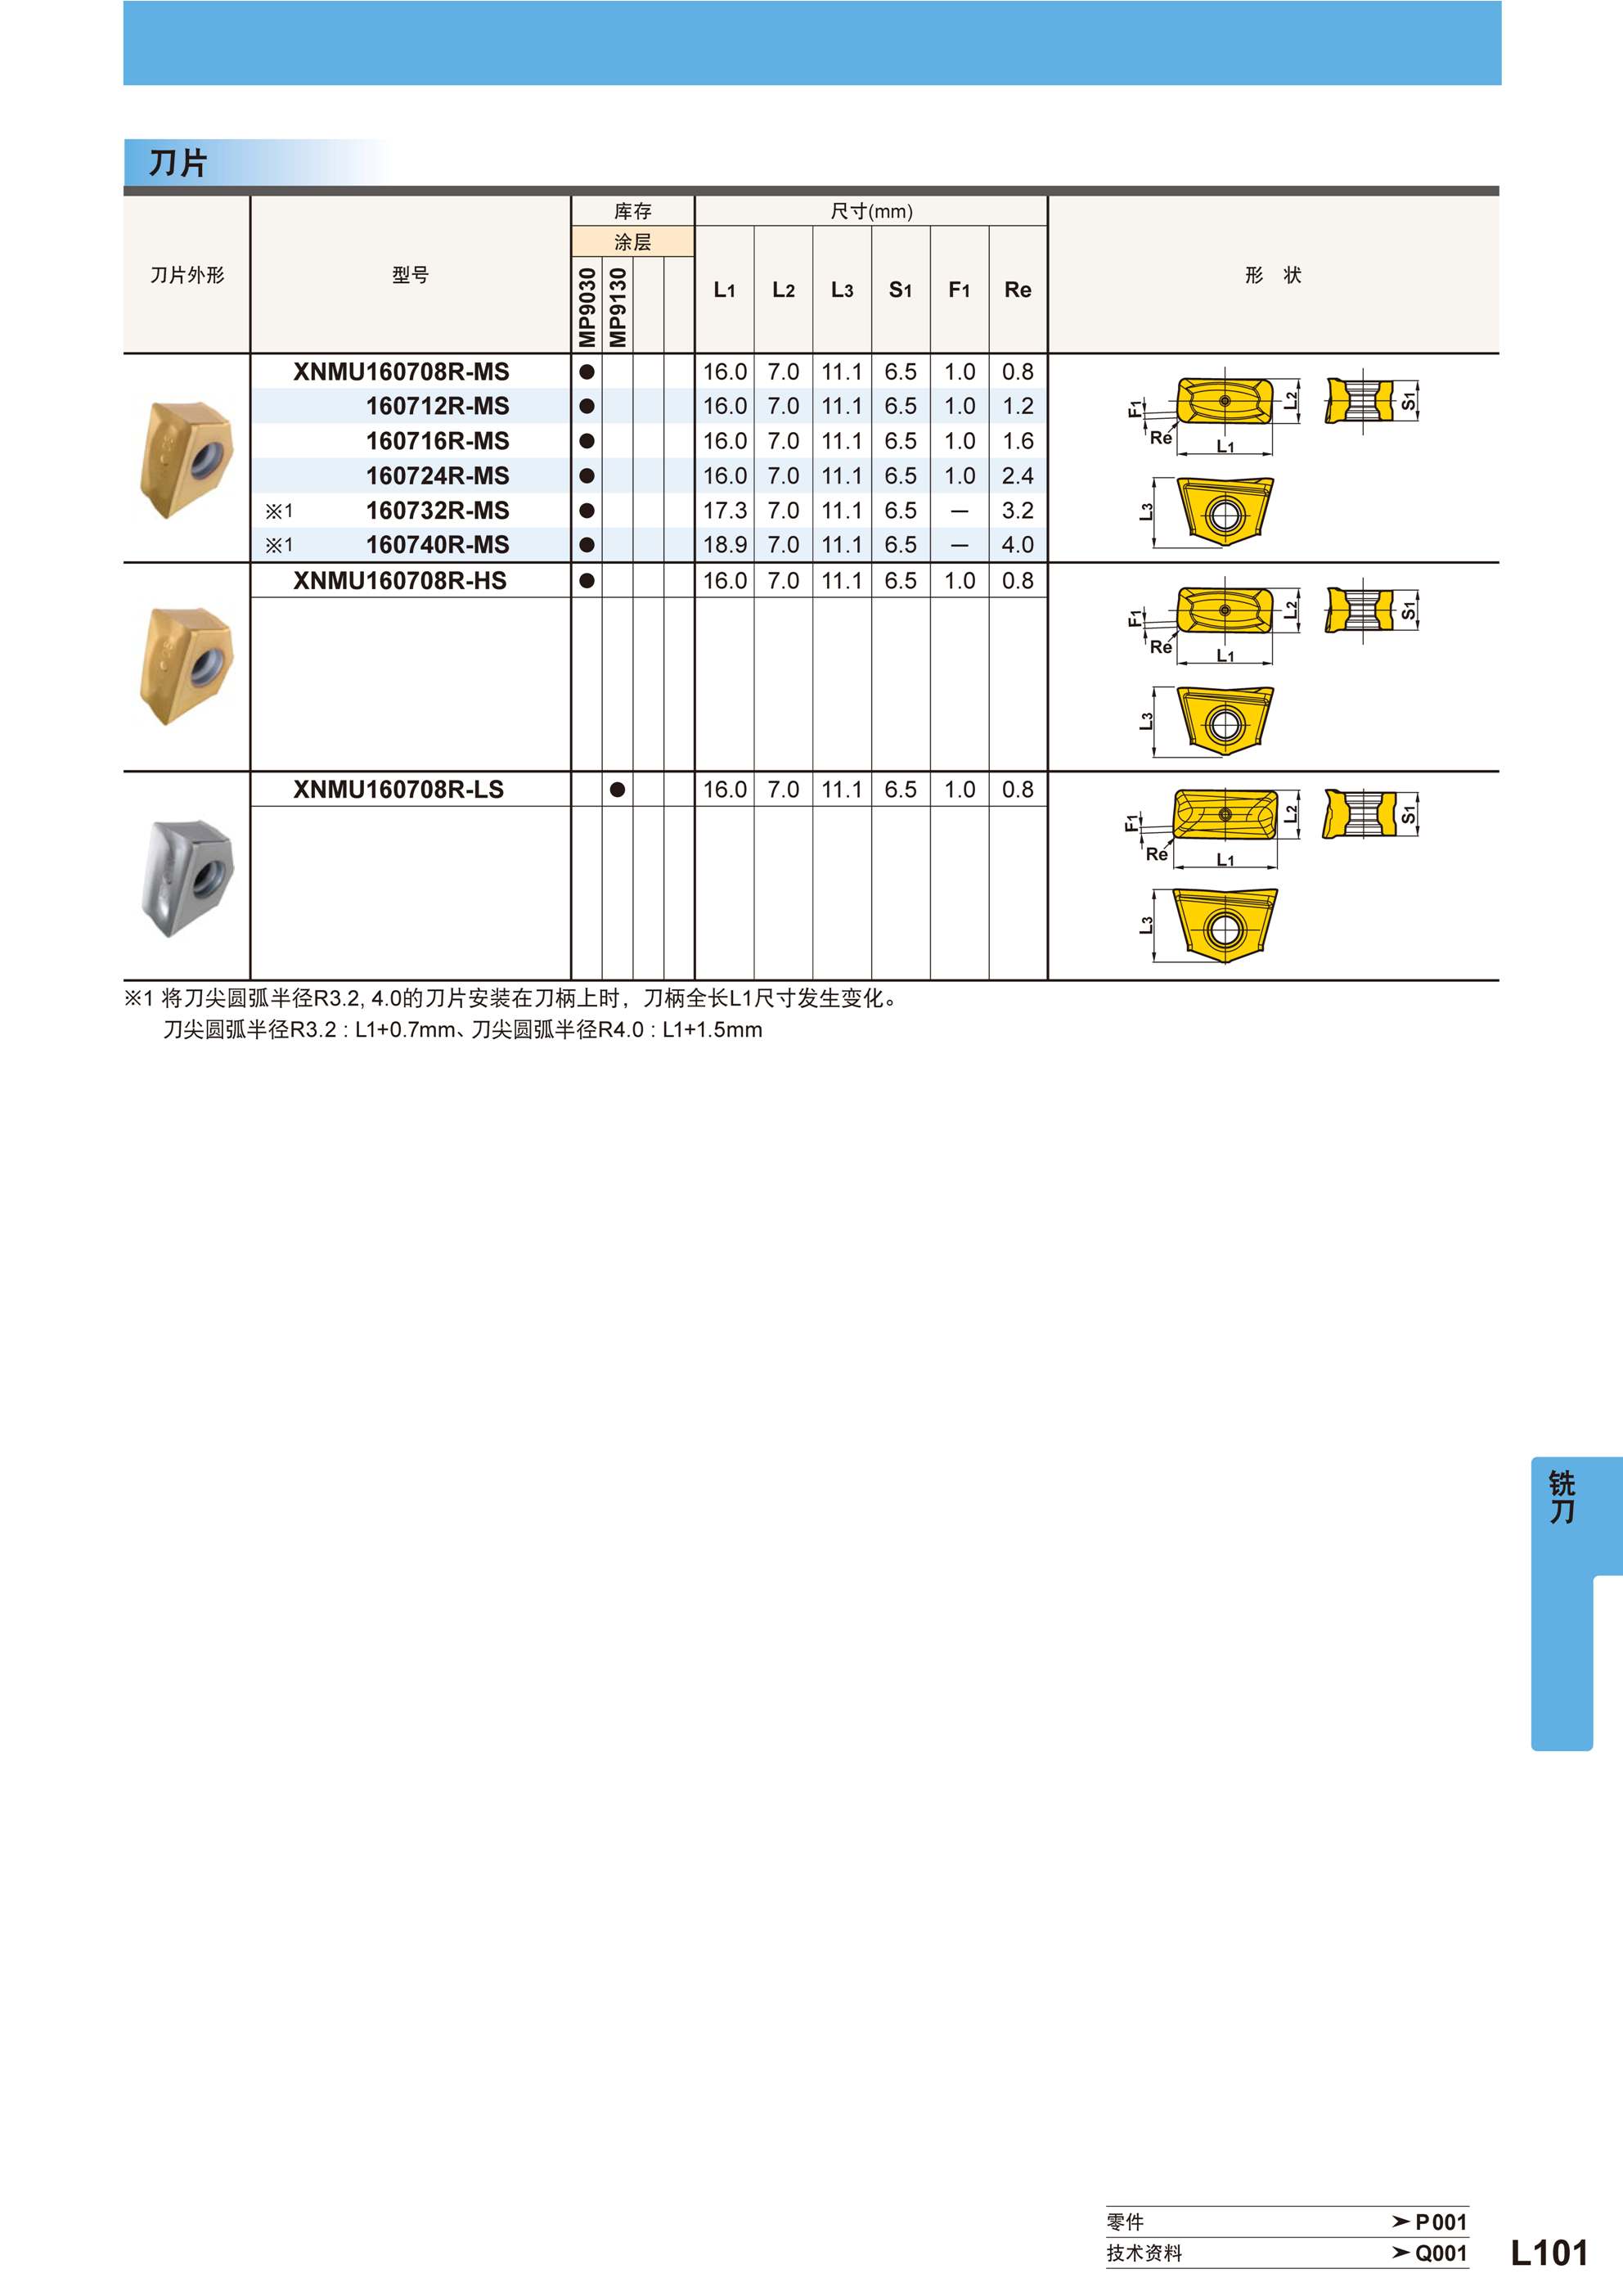 刀片
刀片外形 型号 库存 尺寸(mm) 形 状
涂层
MP9030 MP9130 L1 L2 L3 S1 F1 Re
XNMU160708R-MS ● 16.0 7.0 11.1 6.5 1.0 0.8
160712R-MS ● 16.0 7.0 11.1 6.5 1.0 1.2
160716R-MS ● 16.0 7.0 11.1 6.5 1.0 1.6
160724R-MS ● 16.0 7.0 11.1 6.5 1.0 2.4
※1 160732R-MS ● 17.3 7.0 11.1 6.5 — 3.2
※1 160740R-MS ● 18.9 7.0 11.1 6.5 — 4.0
F1 Re L1 L2 S1
L3
XNMU160708R-HS ● 16.0 7.0 11.1 6.5 1.0 0.8
F1 Re L1 L2 S1
L3
XNMU160708R-LS ● 16.0 7.0 11.1 6.5 1.0 0.8
F1 Re L1 L2 S1
L3
※1 将刀尖圆弧半径R3.2, 4.0的刀片安装在刀柄上时，刀柄全长L1尺寸发生变化。
刀尖圆弧半径R3.2 : L1+0.7mm、刀尖圆弧半径R4.0 : L1+1.5mm
铣刀
零件 ➤ P001
技术资料 ➤ Q001
L101